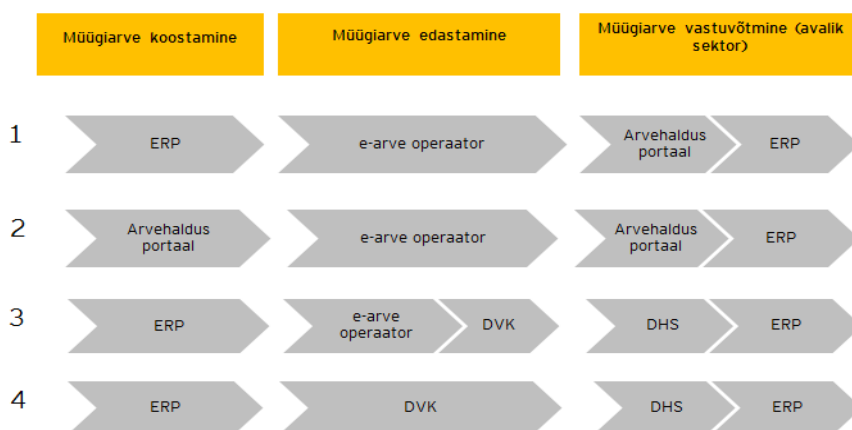 Müügiarve koostamine
Müügiarve edastamine
Müügiarve vastuvõtmine (avalik
sektor)
1
ERP
e-arve operaator
Arvehaldus
portaal
ERP
2
Arvehaldus
portaal
e-arve operaator
Arvehaldus
portaal
ERP
3
ERP
e-arve
operaator
DVK
DHS
ERP
4
ERP
DVK
DHS
ERP